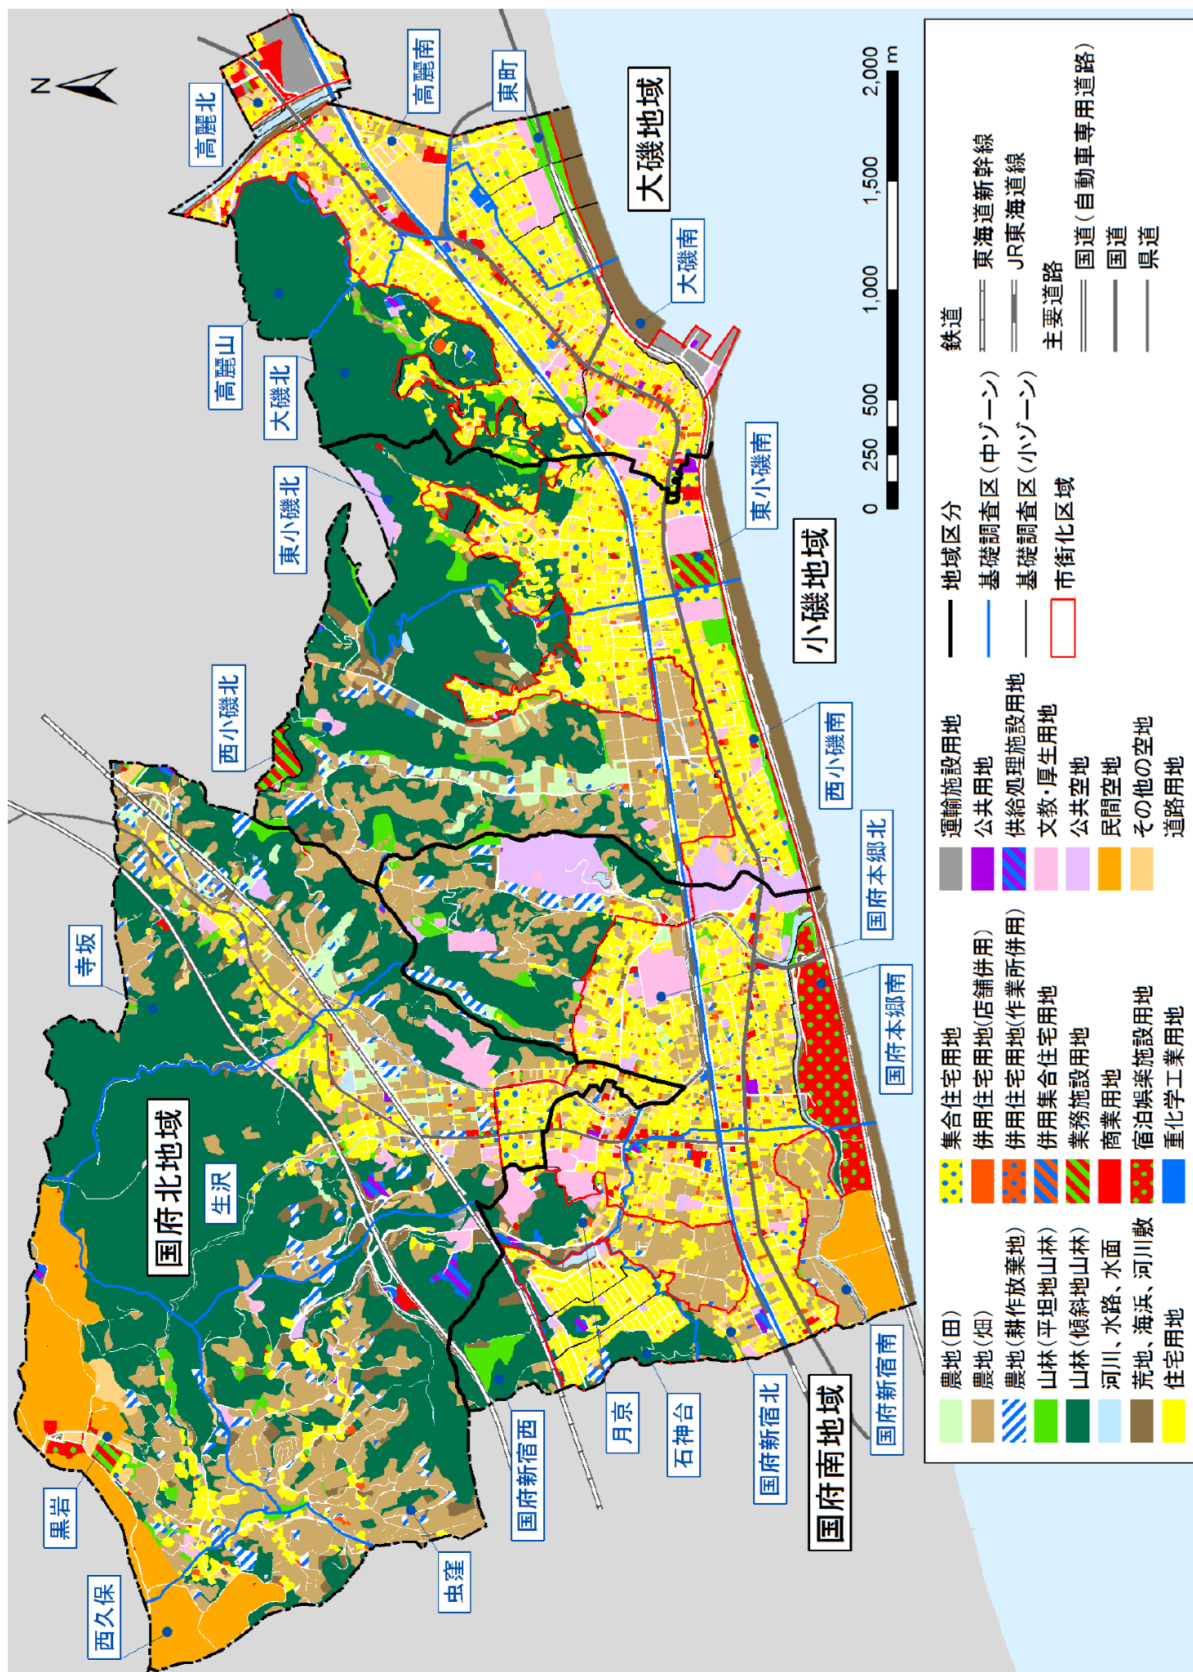 N
高麗北
高麗南
東町
大磯地域
大磯南
高麗山
大磯北
東小磯北
東小磯南
小磯地域
西小磯北
西小磯南
国府本郷北
国府本郷南
寺坂
国府北地域
生沢
黒岩
西久保
虫窪
国府新宿西
月京
石神台
国府新宿北
国府新宿南
国府南地域
0
250
500
1,000
1,500
2,000
m
農地(田)
農地(畑)
農地(耕作放棄地)
山林(平坦地山林)
山林(傾斜地山林)
河川、水路、水面
荒地、海浜、河川敷
住宅用地
集合住宅用地
併用住宅用地(店舗併用)
併用住宅用地(作業所併用)
併用集合住宅用地
業務施設用地
商業用地
宿泊娯楽施設用地
重化学工業用地
運輸施設用地
公共用地
供給処理施設用地
文教・厚生用地
公共空地
民間空地
その他の空地
道路用地
地域区分
基礎調査区(中ゾーン)
基礎調査区(小ゾーン)
市街化区域
鉄道
東海道新幹線
JR東海道線
主要道路
国道(自動車専用道路)
国道
県道